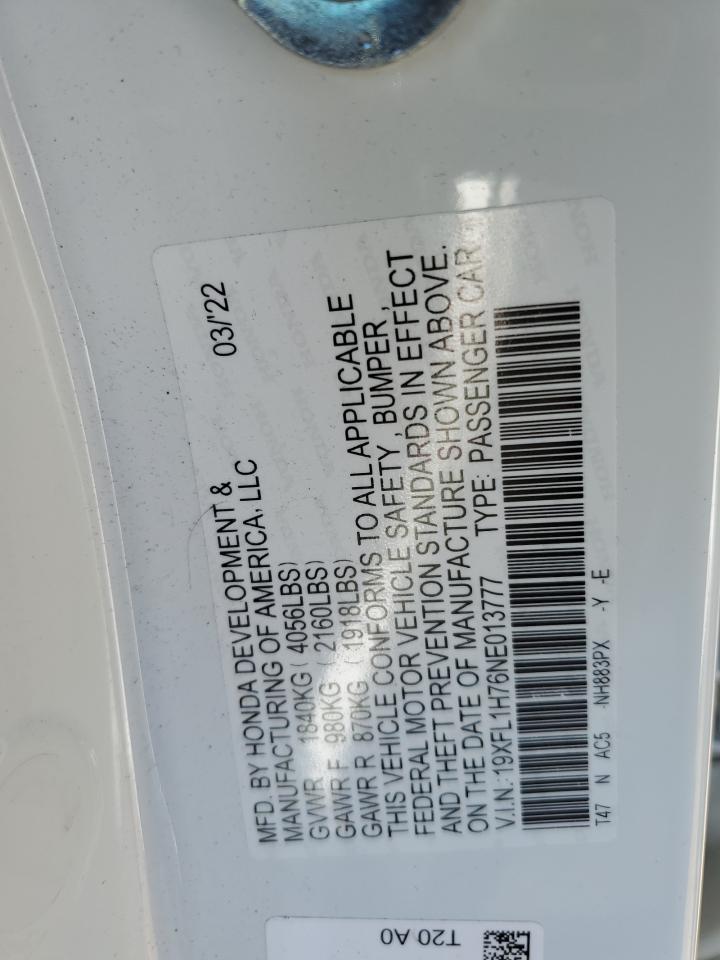 MFD. BY HONDA DEVELOPMENT & 03/'22
MANUFACTURING OF AMERICA, LLC
GVWR 1840KG ( 4056LBS)
GAWR F 980KG ( 2160LBS)
GAWR R 870KG ( 1918LBS)
THIS VEHICLE CONFORMS TO ALL APPLICABLE
FEDERAL MOTOR VEHICLE SAFETY , BUMPER ,
AND THEFT PREVENTION STANDARDS IN EFFECT
ON THE DATE OF MANUFACTURE SHOWN ABOVE.
V.I.N.:19XFL1H76NE013777 TYPE: PASSENGER CAR
T47 N AC5 -NH883PX -Y -E
T20 A0